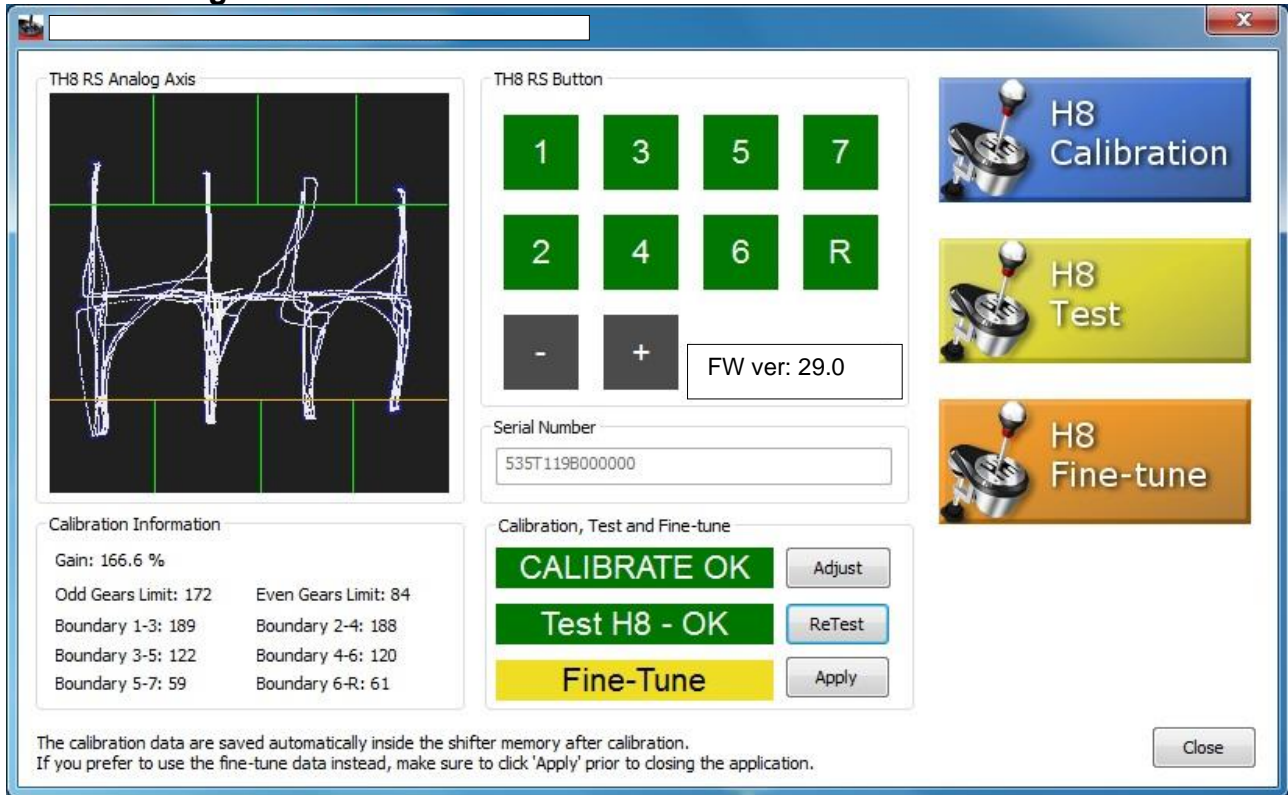 TH8 RS Analog Axis
TH8 RS Button
1 3 5 7
2 4 6 R
- +
FW ver: 29.0
Serial Number
535T119B000000
H8
Calibration
H8
Test
H8
Fine-tune
Calibration Information
Gain: 166.6 %
Odd Gears Limit: 172 Even Gears Limit: 84
Boundary 1-3: 189 Boundary 2-4: 188
Boundary 3-5: 122 Boundary 4-6: 120
Boundary 5-7: 59 Boundary 6-R: 61
Calibration, Test and Fine-tune
CALIBRATE OK Adjust
Test H8 - OK ReTest
Fine-Tune Apply
The calibration data are saved automatically inside the shifter memory after calibration.
If you prefer to use the fine-tune data instead, make sure to click 'Apply' prior to closing the application.
Close